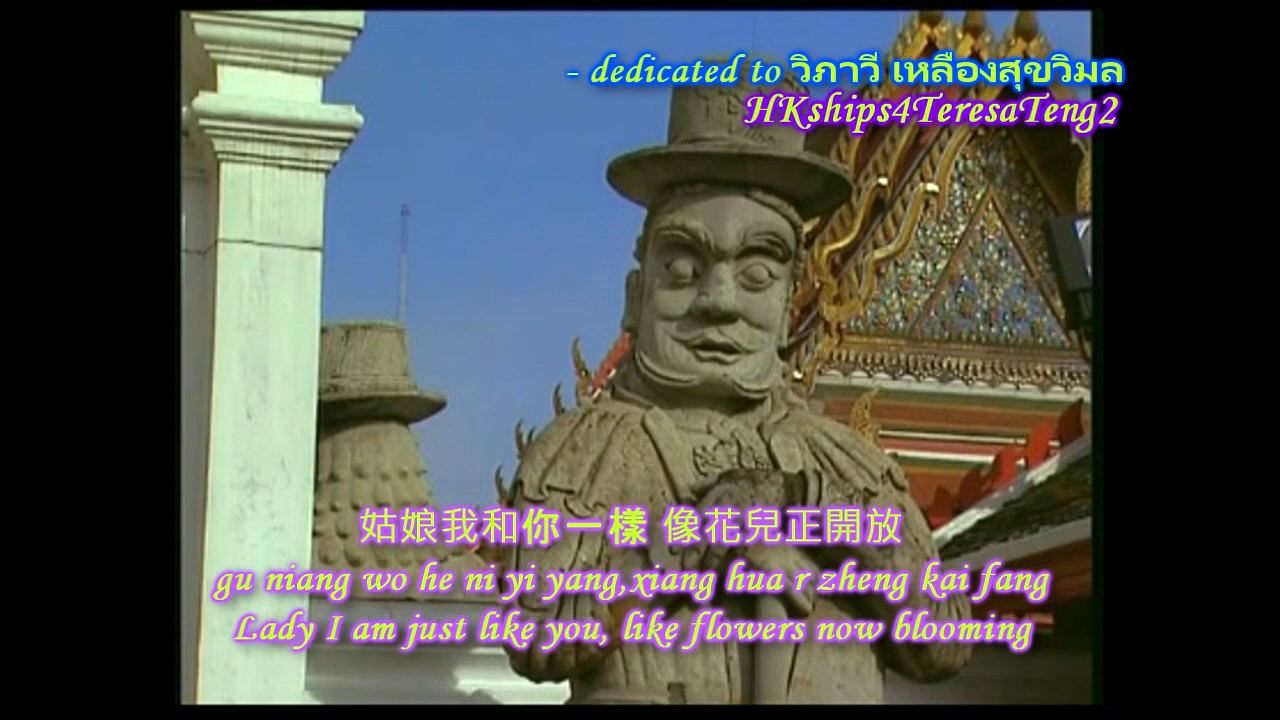 - dedicated to วิภาวี เหลืองสุขวิมล
HKships4TeresaTeng2
姑娘我和你一樣 像花兒正開放
gu niang wo he ni yi yang,xiang hua r zheng kai fang
Lady I am just like you, like flowers now blooming